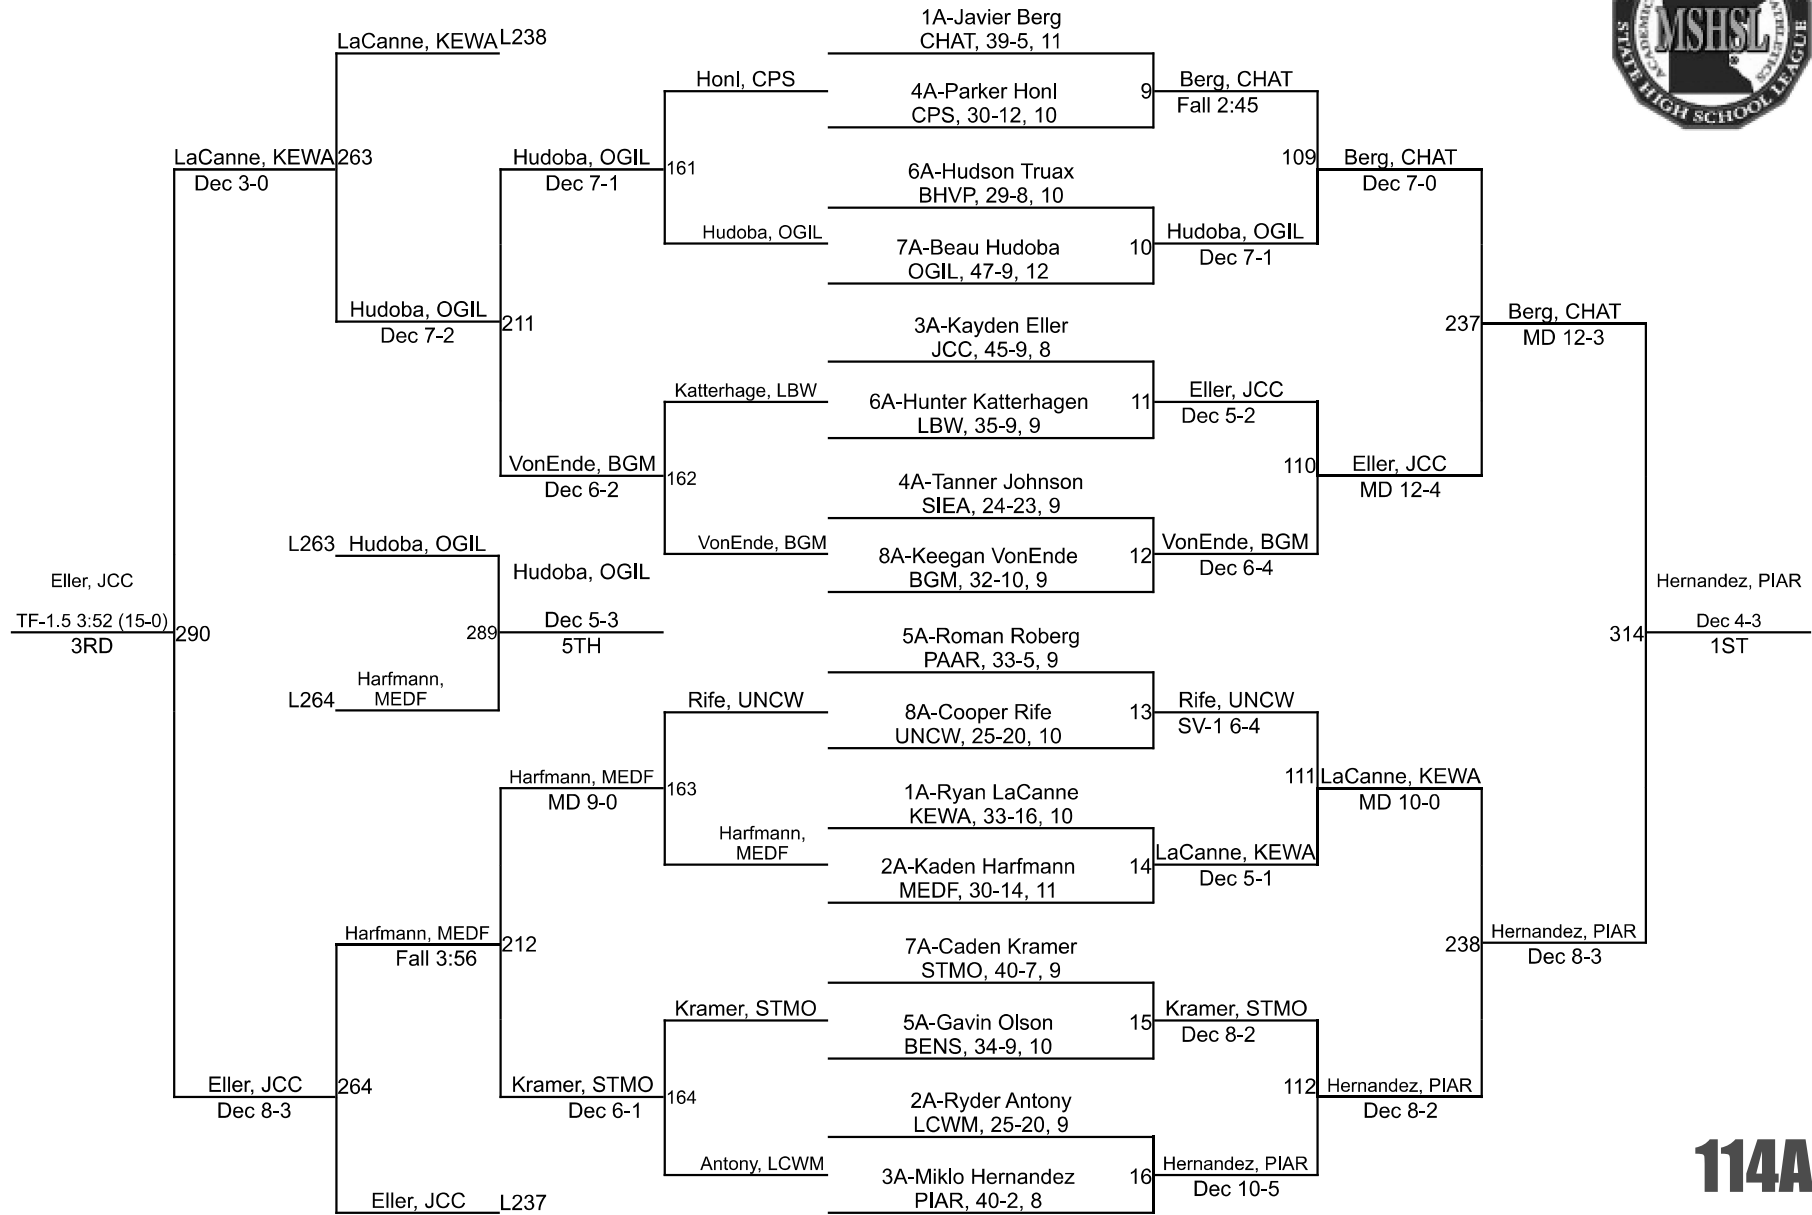 LaCanne, KEWA
L238
LaCanne, KEWA
Dec 3-0
263
Hudoba, OGIL
Dec 7-2
211
Hudoba, OGIL
Dec 7-1
161
Honl, CPS
Hudoba, OGIL
VonEnde, BGM
Dec 6-2
162
Katterhage, LBW
VonEnde, BGM
L263
Hudoba, OGIL
Hudoba, OGIL
Dec 5-3
289
5TH
L264
Harfmann,
MEDF
Eller, JCC
TF-1.5 3:52 (15-0)
290
3RD
Rife, UNCW
Harfmann, MEDF
MD 9-0
163
Harfmann,
MEDF
Harfmann, MEDF
Fall 3:56
212
Kramer, STMO
Kramer, STMO
Dec 6-1
164
Antony, LCWM
Eller, JCC
Dec 8-3
264
Eller, JCC
L237
1A-Javier Berg
CHAT, 39-5, 11
4A-Parker Honl
CPS, 30-12, 10
9
6A-Hudson Truax
BHVP, 29-8, 10
7A-Beau Hudoba
OGIL, 47-9, 12
10
3A-Kayden Eller
JCC, 45-9, 8
6A-Hunter Katterhagen
LBW, 35-9, 9
11
4A-Tanner Johnson
SIEA, 24-23, 9
8A-Keegan VonEnde
BGM, 32-10, 9
12
5A-Roman Roberg
PAAR, 33-5, 9
8A-Cooper Rife
UNCW, 25-20, 10
13
1A-Ryan LaCanne
KEWA, 33-16, 10
2A-Kaden Harfmann
MEDF, 30-14, 11
14
7A-Caden Kramer
STMO, 40-7, 9
5A-Gavin Olson
BENS, 34-9, 10
15
2A-Ryder Antony
LCWM, 25-20, 9
3A-Miklo Hernandez
PIAR, 40-2, 8
16
Berg, CHAT
Fall 2:45
Hudoba, OGIL
Dec 7-1
Eller, JCC
Dec 5-2
VonEnde, BGM
Dec 6-4
Rife, UNCW
SV-1 6-4
LaCanne, KEWA
Dec 5-1
Kramer, STMO
Dec 8-2
Hernandez, PIAR
Dec 10-5
109
Berg, CHAT
Dec 7-0
110
Eller, JCC
MD 12-4
111
LaCanne, KEWA
MD 10-0
112
Hernandez, PIAR
Dec 8-2
237
Berg, CHAT
MD 12-3
238
Hernandez, PIAR
Dec 8-3
314
Hernandez, PIAR
Dec 4-3
1ST
MSHSL
STATE HIGH SCHOOL LEAGUE
114A